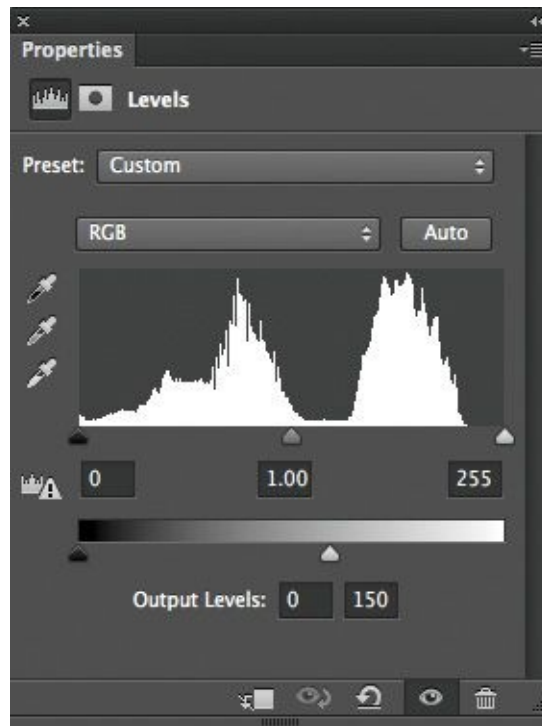 Properties
Levels
Preset: Custom
RGB Auto
0 1.00 255
Output Levels: 0 150